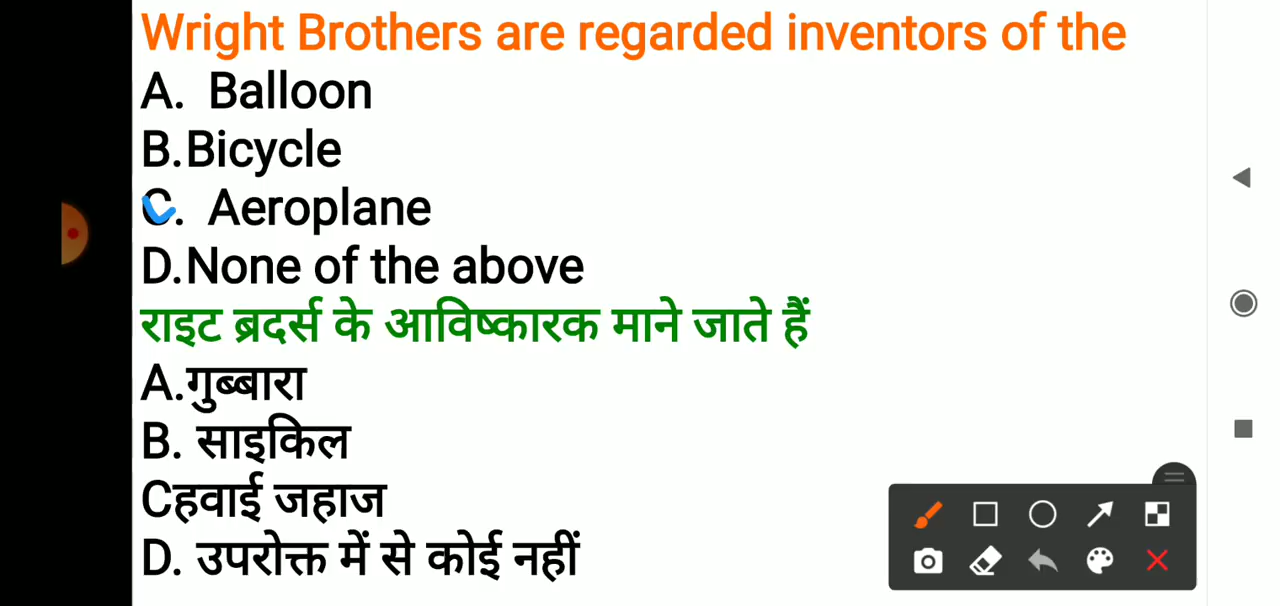 Wright Brothers are regarded inventors of the
A. Balloon
B.Bicycle
C. Aeroplane
D.None of the above
राइट ब्रदर्स के आविष्कारक माने जाते हैं
A.गुब्बारा
B. साइकिल
Cहवाई जहाज
D. उपरोक्त में से कोई नहीं